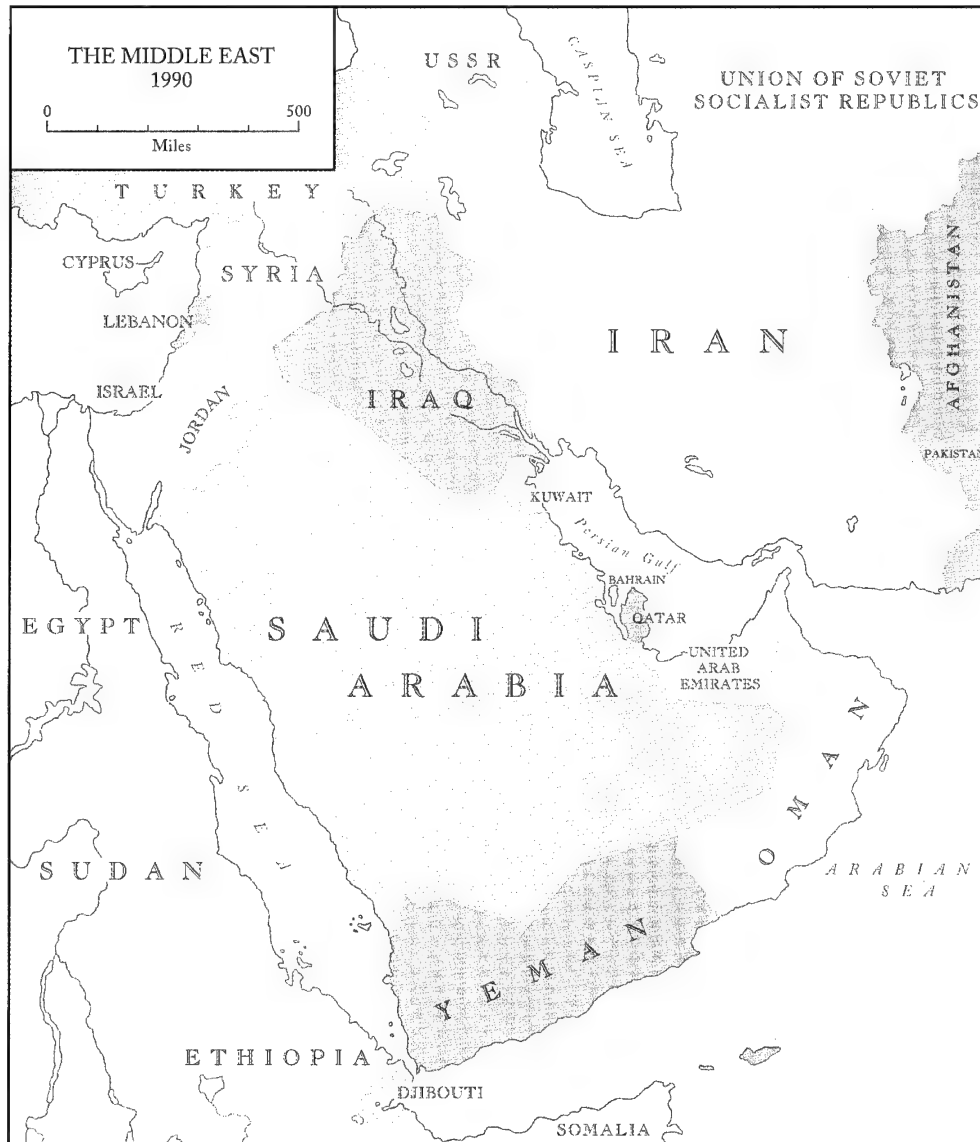 THE MIDDLE EAST
1990
0 500
Miles
USSR
CASPIAN SEA
UNION OF SOVIET
SOCIALIST REPUBLICS
TURKEY
CYPRUS
SYRIA
LEBANON
ISRAEL
JORDAN
IRAQ
IRAN
AFGHANISTAN
PAKISTAN
KUWAIT
Persian Gulf
BAHRAIN
QATAR
UNITED
ARAB
EMIRATES
EGYPT
RED SEA
SAUDI
ARABIA
OMAN
SUDAN
ARABIAN
SEA
YEMAN
ETHIOPIA
DJIBOUTI
SOMALIA